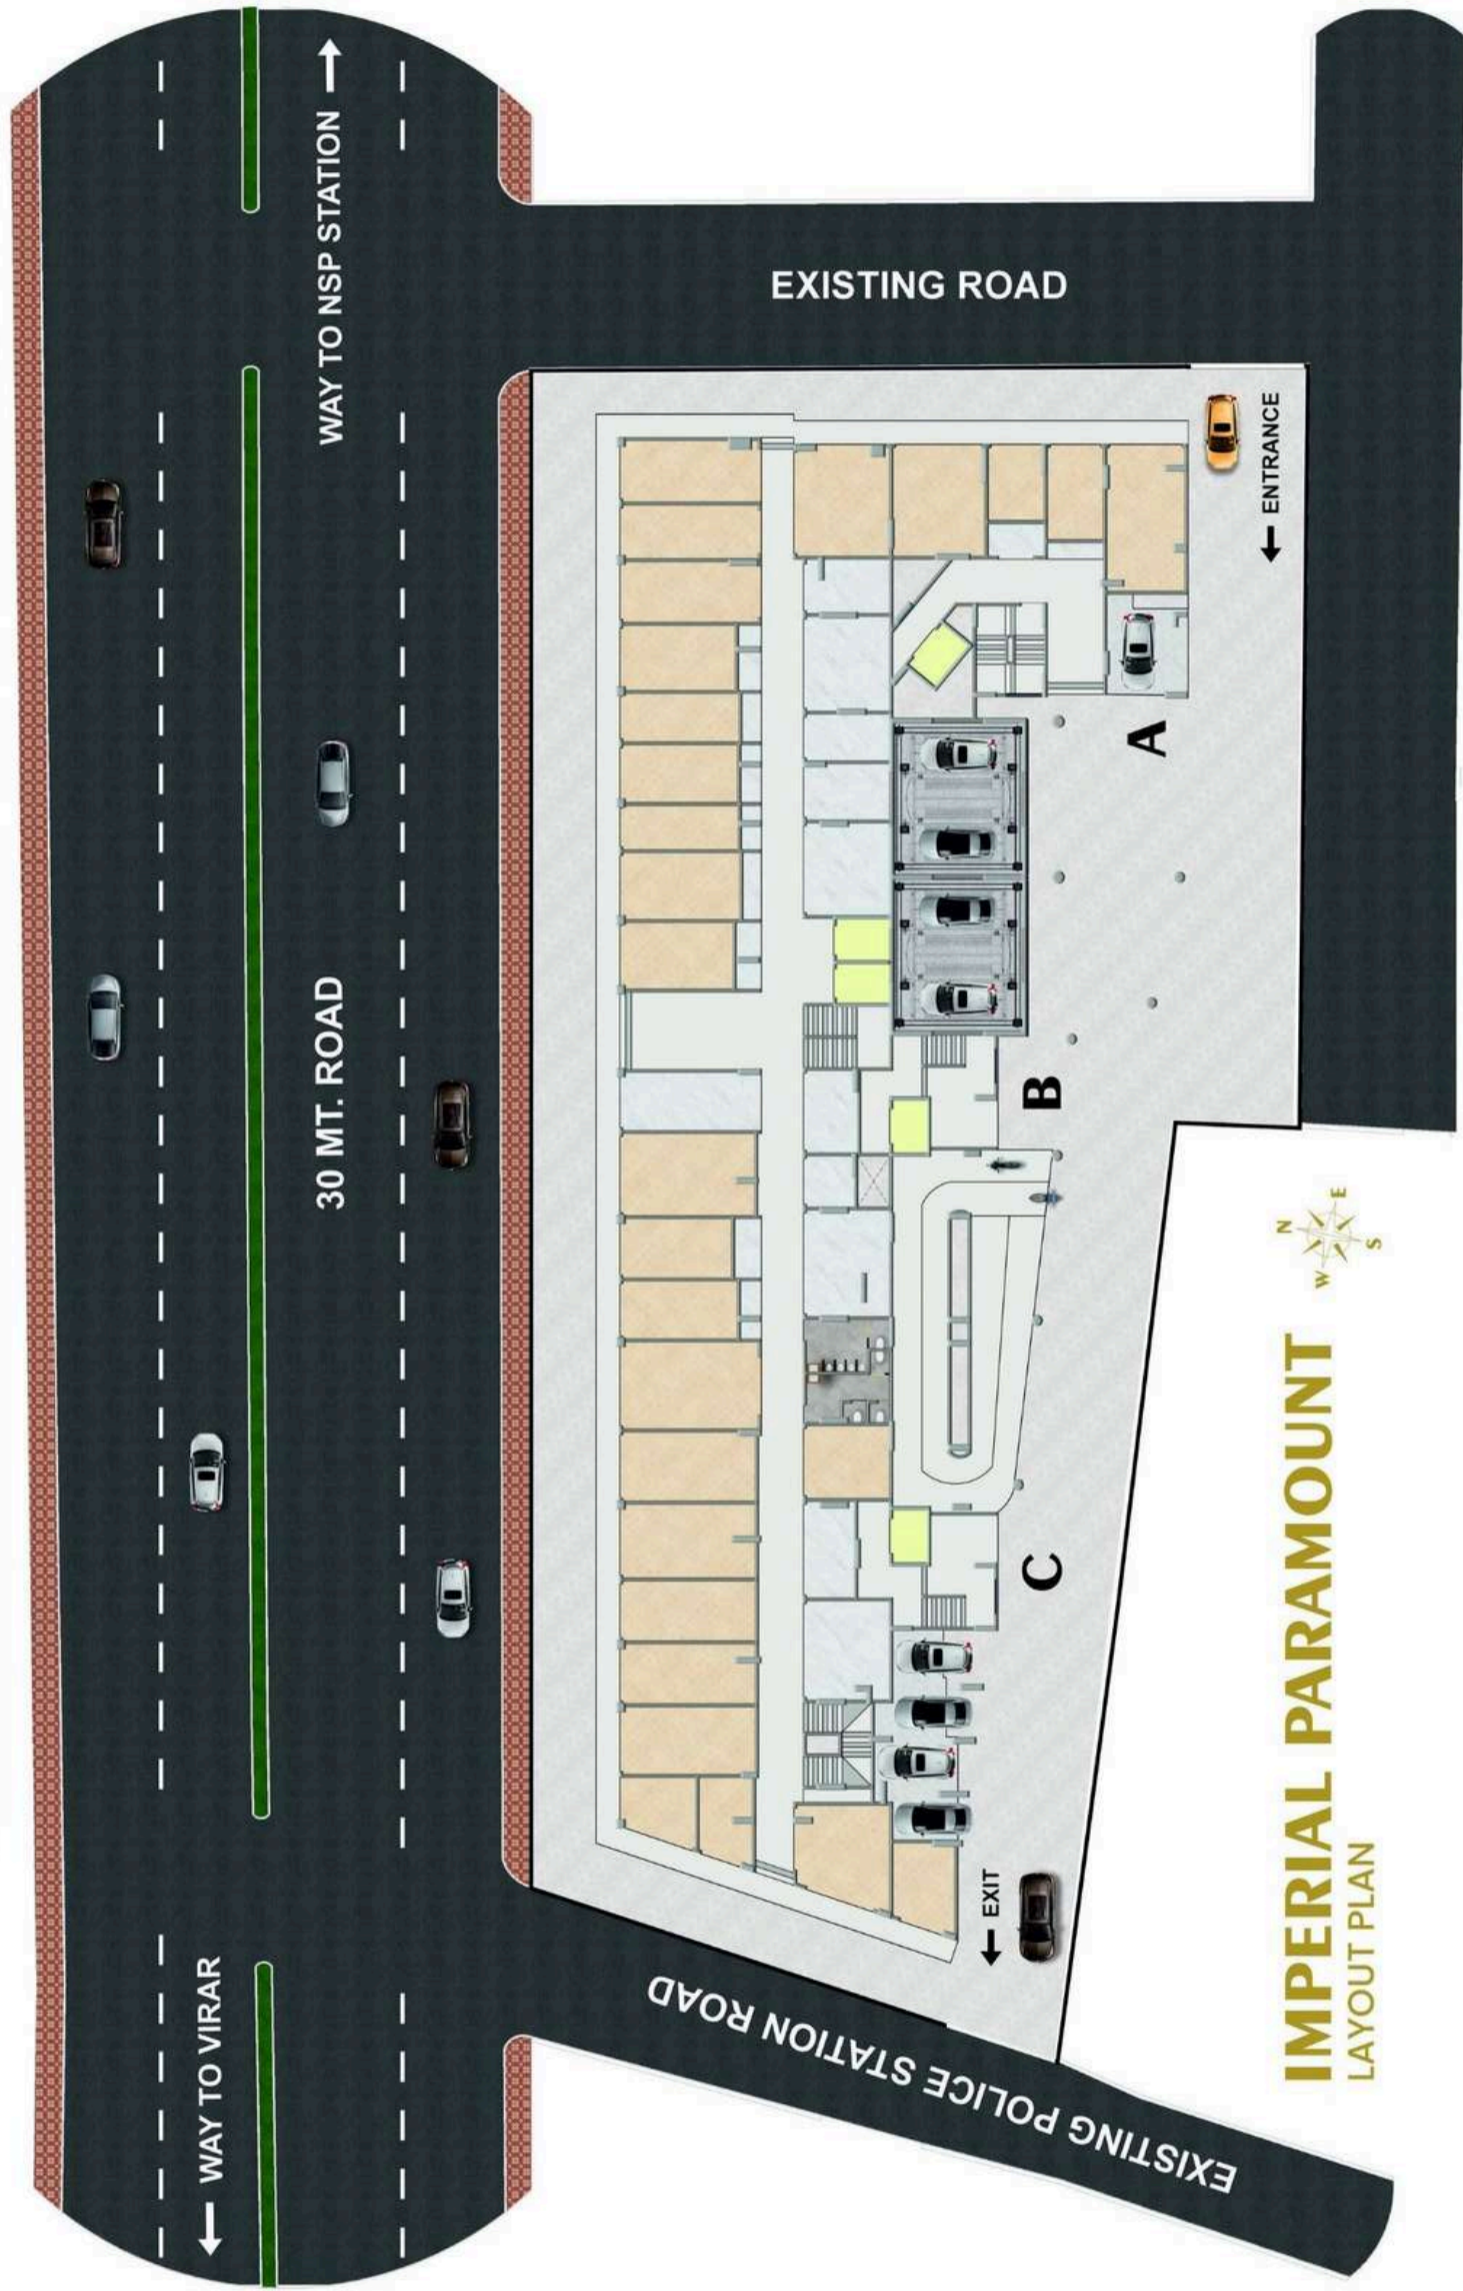 ← WAY TO VIRAR
30 MT. ROAD
WAY TO NSP STATION →
EXISTING ROAD
EXISTING POLICE STATION ROAD
← EXIT
C
B
A
← ENTRANCE
IMPERIAL PARAMOUNT
LAYOUT PLAN
N
W
E
S